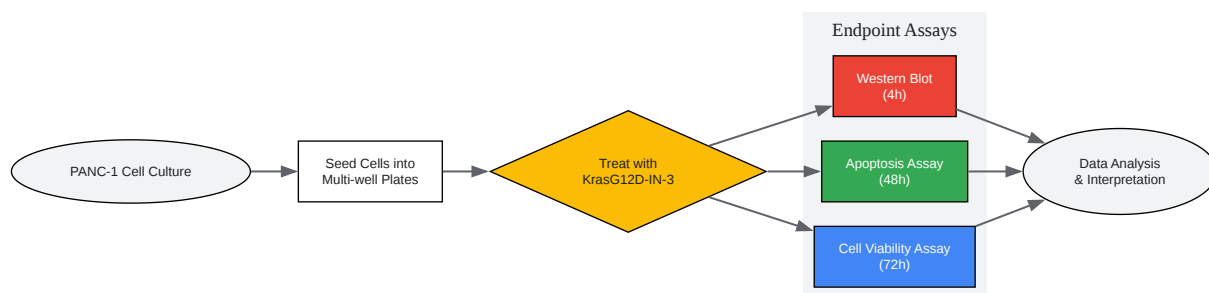 PANC-1 Cell Culture
Seed Cells into
Multi-well Plates
Treat with
KrasG12D-IN-3
Endpoint Assays
Western Blot
(4h)
Apoptosis Assay
(48h)
Cell Viability Assay
(72h)
Data Analysis
& Interpretation